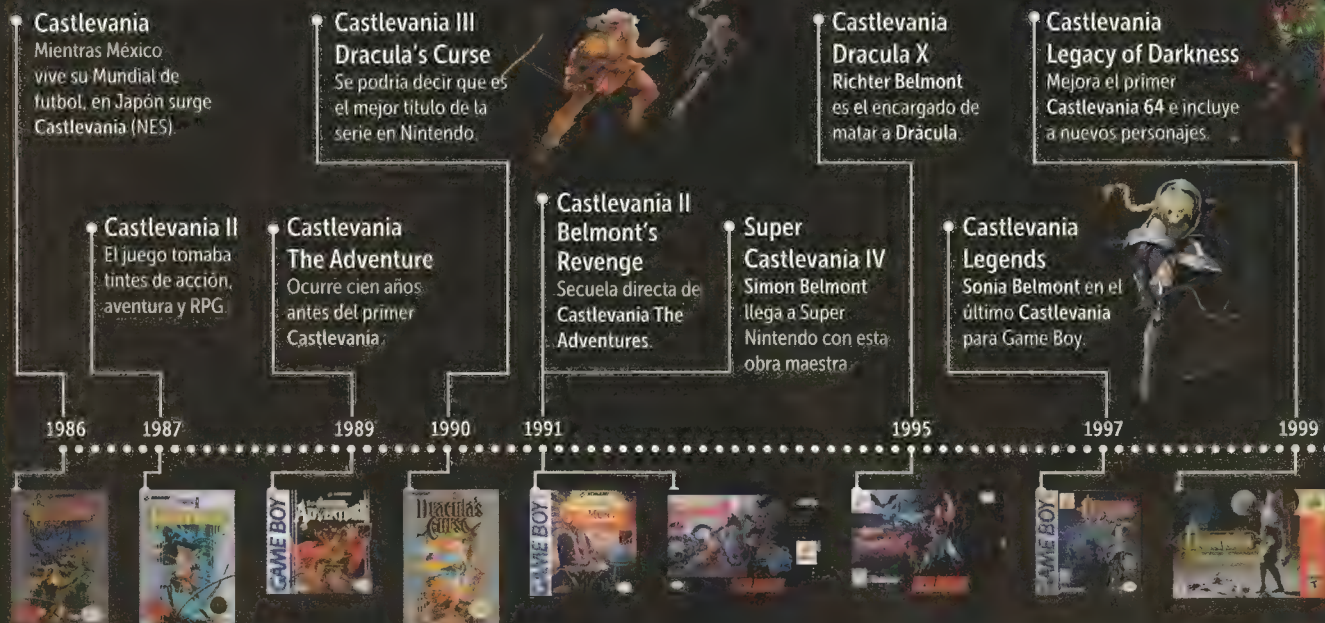 Castlevania
Mientras México
vive su Mundial de
futbol, en Japón surge
Castlevania (NES).
Castlevania II
El juego tomaba
tintes de acción,
aventura y RPG.
Castlevania
The Adventure
Ocurre cien años
antes del primer
Castlevania.
Castlevania III
Dracula's Curse
Se podría decir que es
el mejor título de la
serie en Nintendo.
Castlevania II
Belmont's
Revenge
Secuela directa de
Castlevania The
Adventures.
Super
Castlevania IV
Simon Belmont
llega a Super
Nintendo con esta
obra maestra.
Castlevania
Dracula X
Richter Belmont
es el encargado de
matar a Drácula.
Castlevania
Legends
Sonia Belmont en el
último Castlevania
para Game Boy.
Castlevania
Legacy of Darkness
Mejora el primer
Castlevania 64 e incluye
a nuevos personajes.
1986
1987
1989
1990
1991
1995
1997
1999
GAME BOY
Dracula's
Curse
GAME BOY
GAME BOY